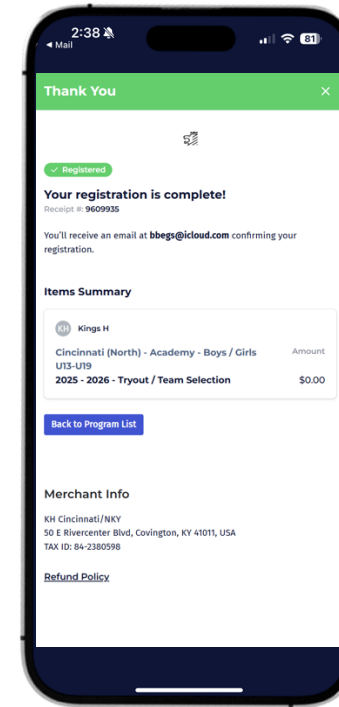 2:38
Mail
81
Thank You
Registered
Your registration is complete!
Receipt #: 9609935
You'll receive an email at bbegs@icloud.com confirming your
registration.
Items Summary
KH Kings H
Cincinnati (North) - Academy - Boys / Girls Amount
U13-U19
2025 - 2026 - Tryout / Team Selection $0.00
Back to Program List
Merchant Info
KH Cincinnati/NKY
50 E Rivercenter Blvd, Covington, KY 41011, USA
TAX ID: 84-2380598
Refund Policy